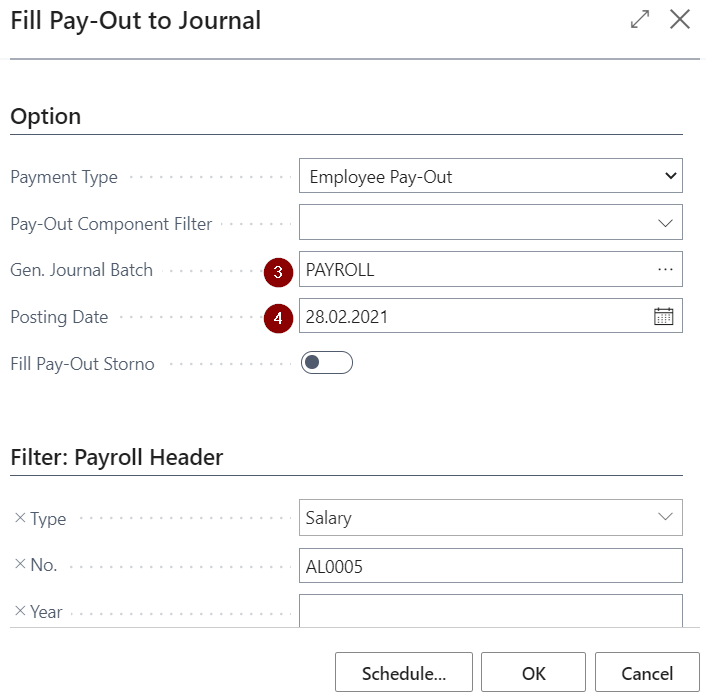 Fill Pay-Out to Journal
Option
Payment Type Employee Pay-Out
Pay-Out Component Filter
Gen. Journal Batch 3 PAYROLL ...
Posting Date 4 28.02.2021
Fill Pay-Out Storno
Filter: Payroll Header
× Type Salary
× No. AL0005
× Year
Schedule... OK Cancel